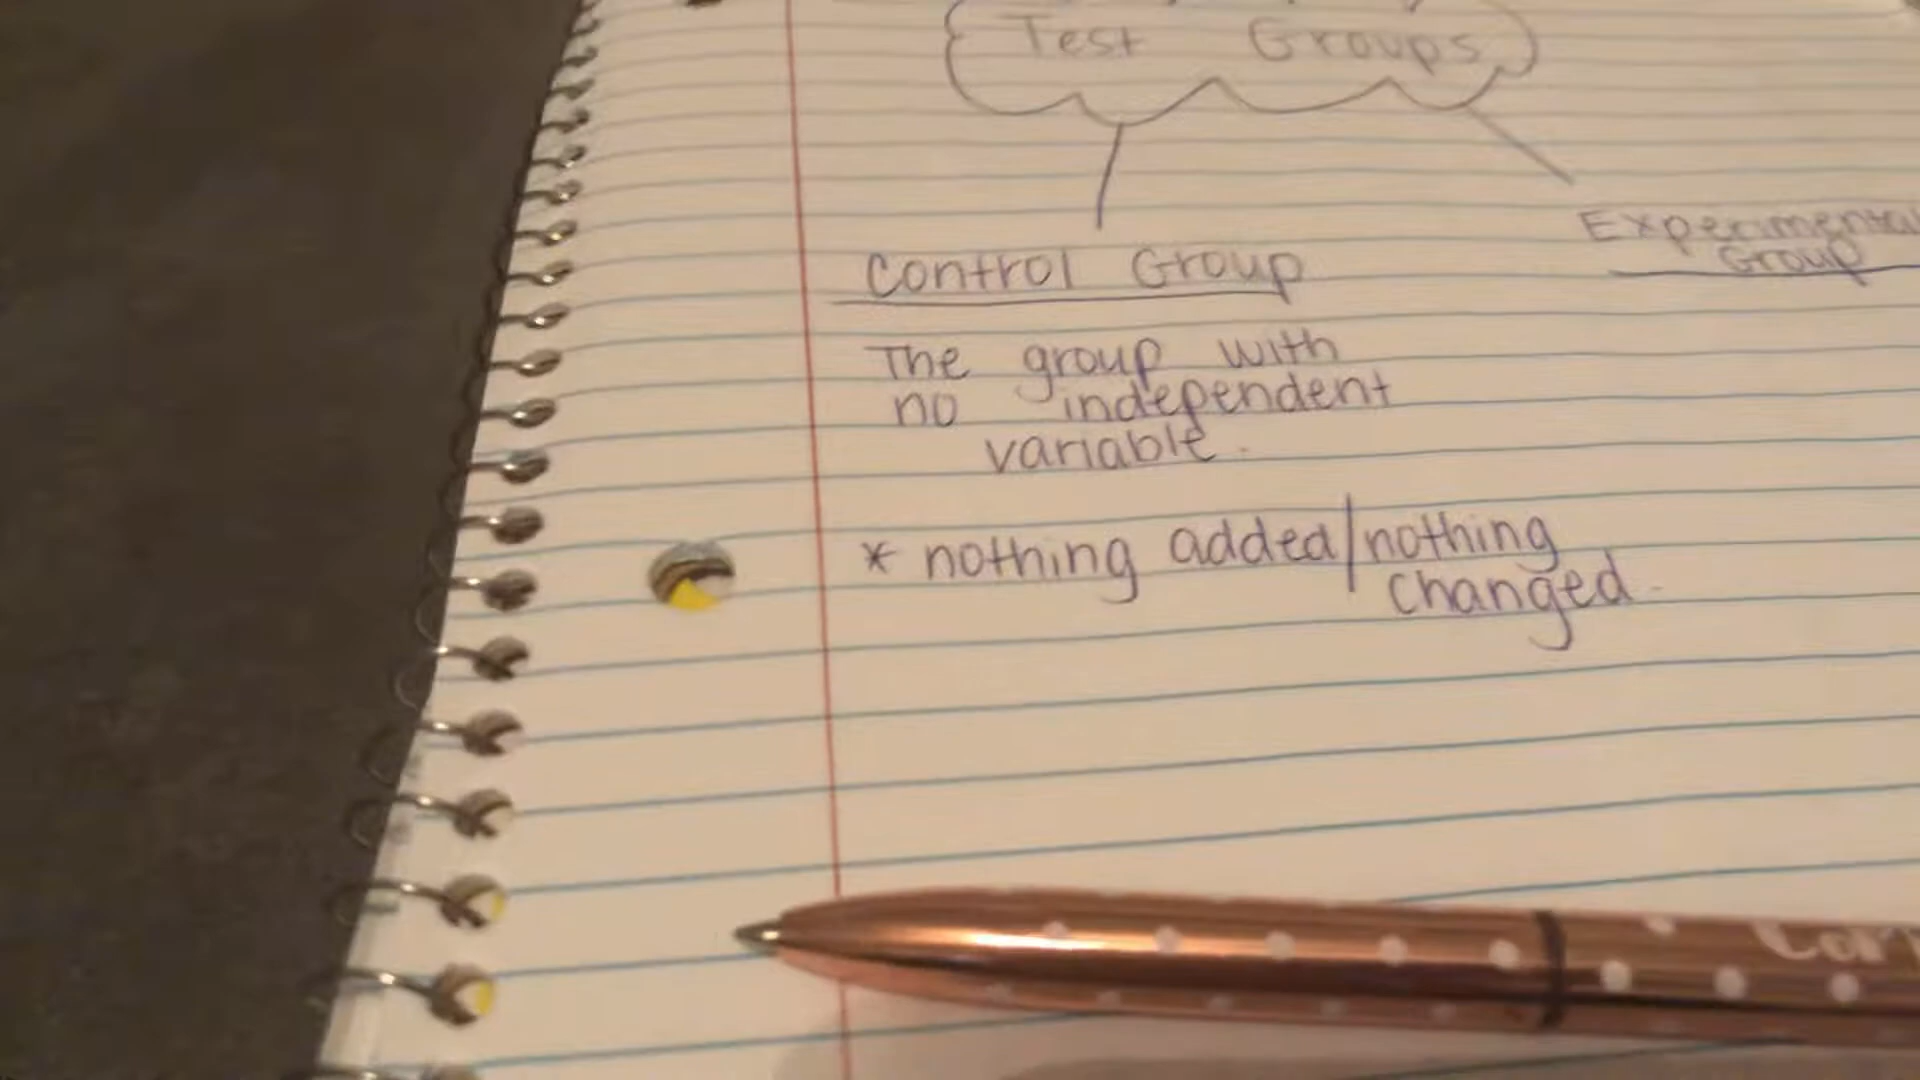 Test Groups
Control Group
The group with
no independent
variable.
* nothing added/nothing
changed.
Experimental
Group